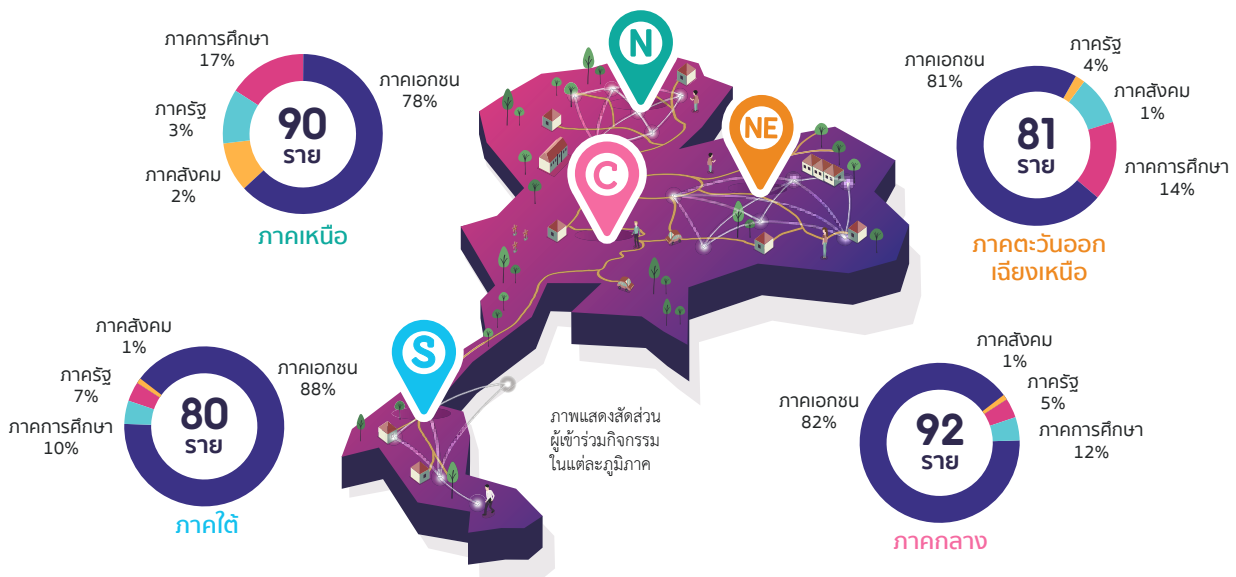 ภาคการศึกษา
17%
ภาครัฐ
3%
ภาคสังคม
2%
ภาคเอกชน
78%
90
ราย
ภาคเหนือ
N
NE
C
S
ภาคเอกชน
81%
ภาครัฐ
4%
ภาคสังคม
1%
ภาคการศึกษา
14%
81
ราย
ภาคตะวันออก
เฉียงเหนือ
ภาคสังคม
1%
ภาครัฐ
7%
ภาคการศึกษา
10%
ภาคเอกชน
88%
80
ราย
ภาคใต้
ภาพแสดงสัดส่วน
ผู้เข้าร่วมกิจกรรม
ในแต่ละภูมิภาค
ภาคเอกชน
82%
ภาคสังคม
1%
ภาครัฐ
5%
ภาคการศึกษา
12%
92
ราย
ภาคกลาง